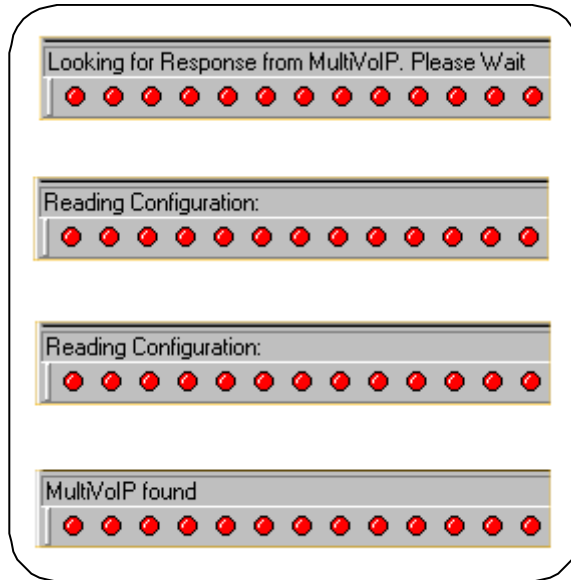 Looking for Response from MultiVoIP. Please Wait
Reading Configuration:
Reading Configuration:
MultiVoIP found